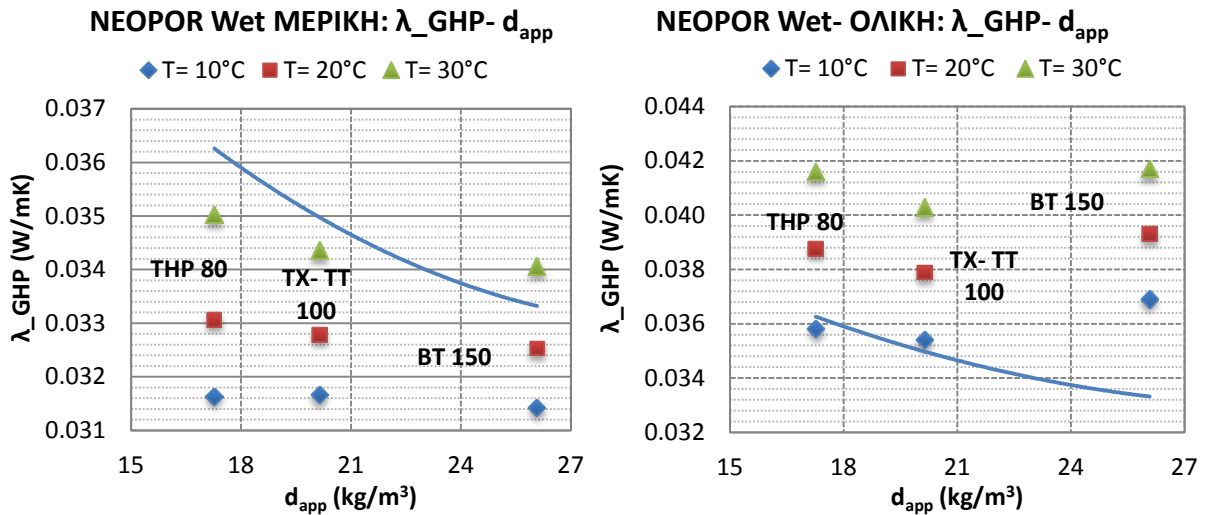 NEOPOR Wet ΜΕΡΙΚΗ: λ_GHP- dapp
T= 10°C T= 20°C T= 30°C
λ_GHP (W/mK)
0.037
0.036
0.035
0.034
0.033
0.032
0.031
THP 80
TX- TT
100
BT 150
15 18 21 24 27
dapp (kg/m³)
NEOPOR Wet- ΟΛΙΚΗ: λ_GHP- dapp
T= 10°C T= 20°C T= 30°C
λ_GHP (W/mK)
0.044
0.042
0.040
0.038
0.036
0.034
0.032
THP 80
TX- TT
100
BT 150
15 18 21 24 27
dapp (kg/m³)